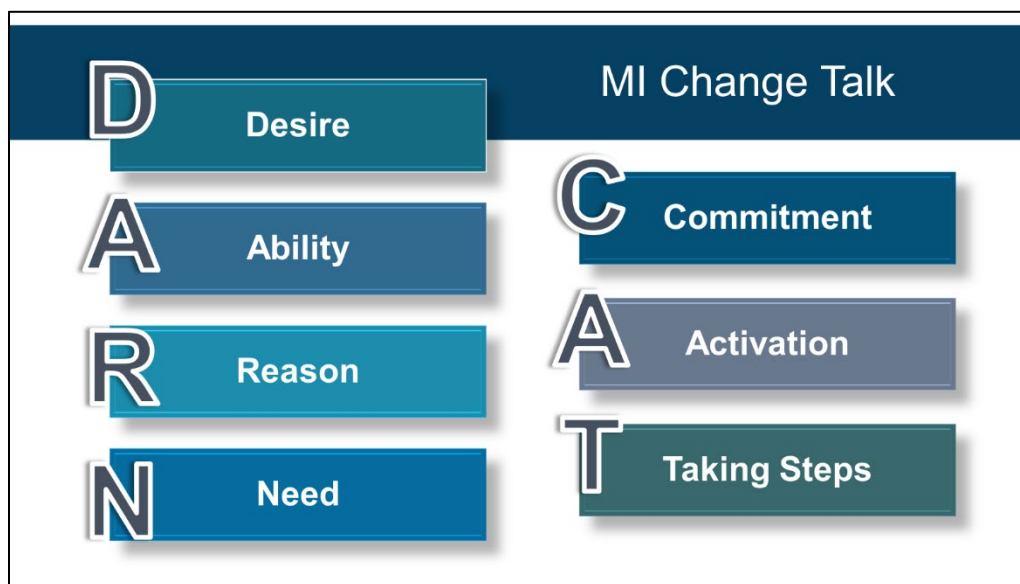 MI Change Talk
D
Desire
A
Ability
R
Reason
N
Need
C
Commitment
A
Activation
T
Taking Steps